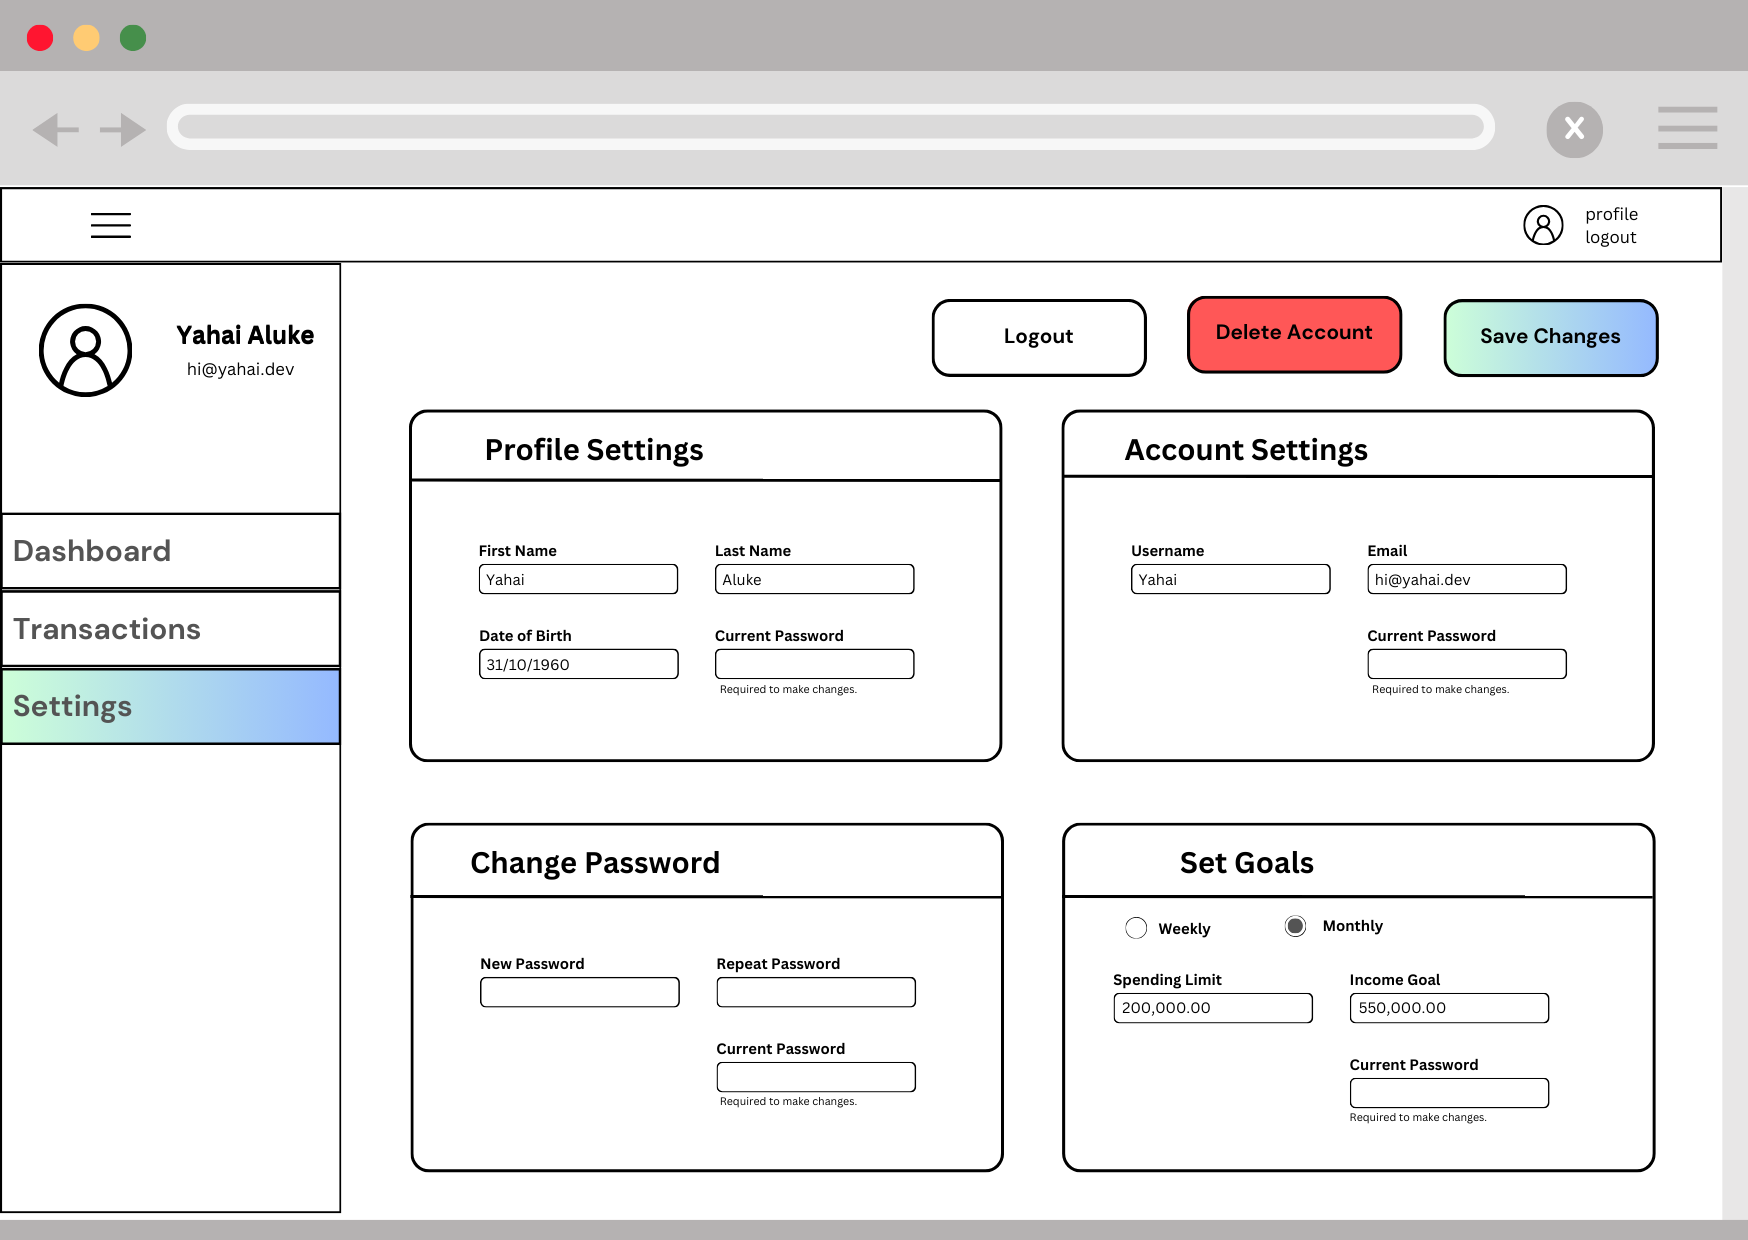 X
profile
logout
Yahai Aluke
hi@yahai.dev
Dashboard
Transactions
Settings
Logout
Delete Account
Save Changes
Profile Settings
First Name
Last Name
Yahai
Aluke
Date of Birth
Current Password
31/10/1960
Required to make changes.
Account Settings
Username
Email
Yahai
hi@yahai.dev
Current Password
Required to make changes.
Change Password
New Password
Repeat Password
Current Password
Required to make changes.
Set Goals
Weekly
Monthly
Spending Limit
Income Goal
200,000.00
550,000.00
Current Password
Required to make changes.